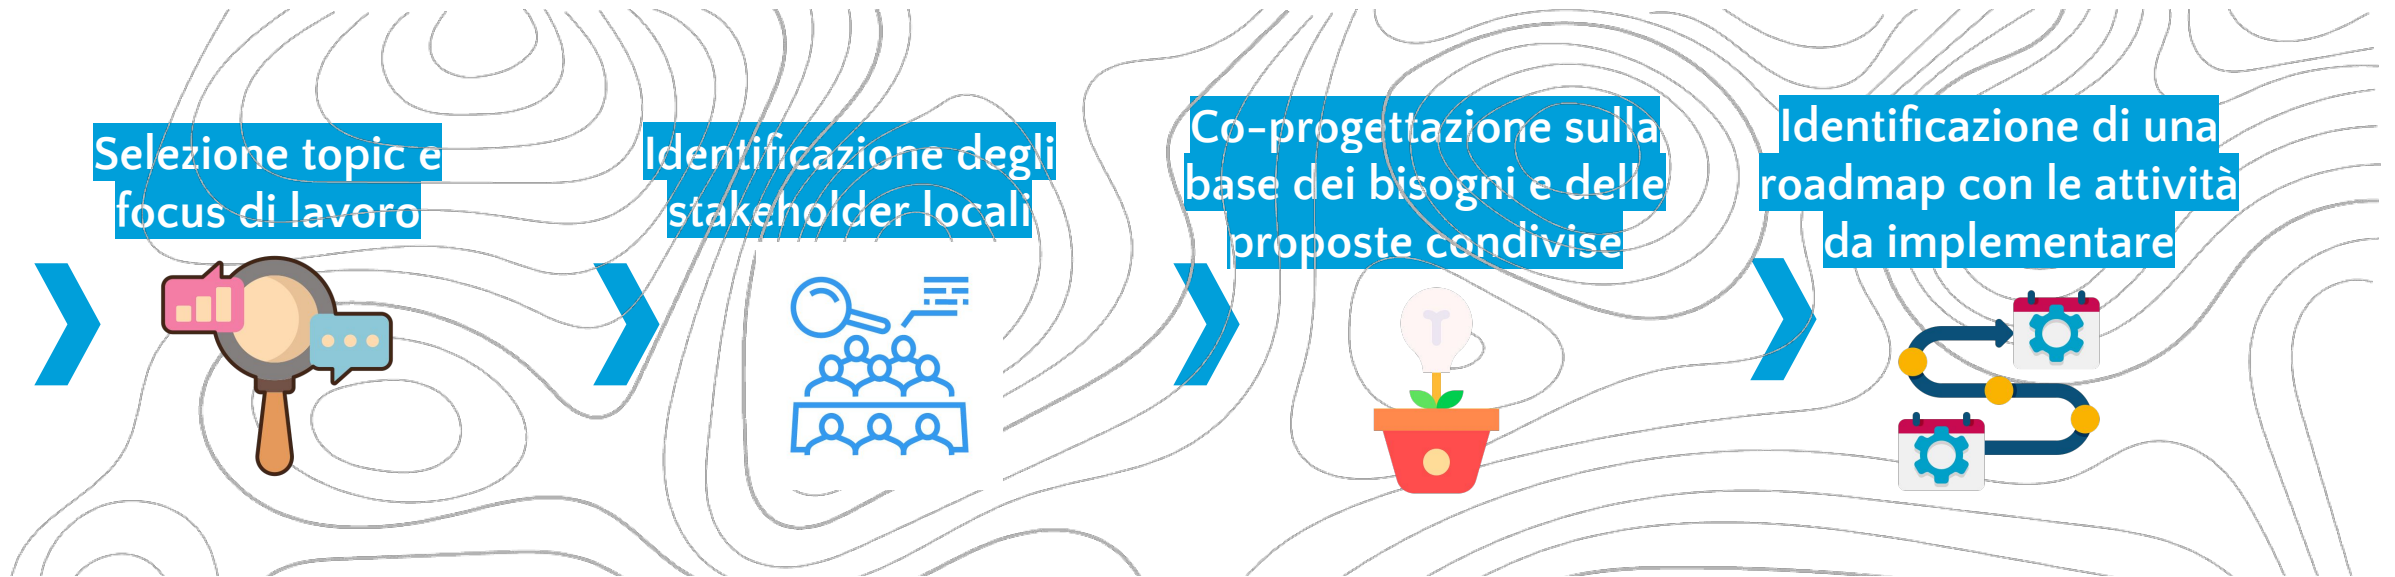 Selezione topic e
focus di lavoro
Identificazione degli
stakeholder locali
Co-progettazione sulla
base dei bisogni e delle
proposte condivise
Identificazione di una
roadmap con le attività
da implementare